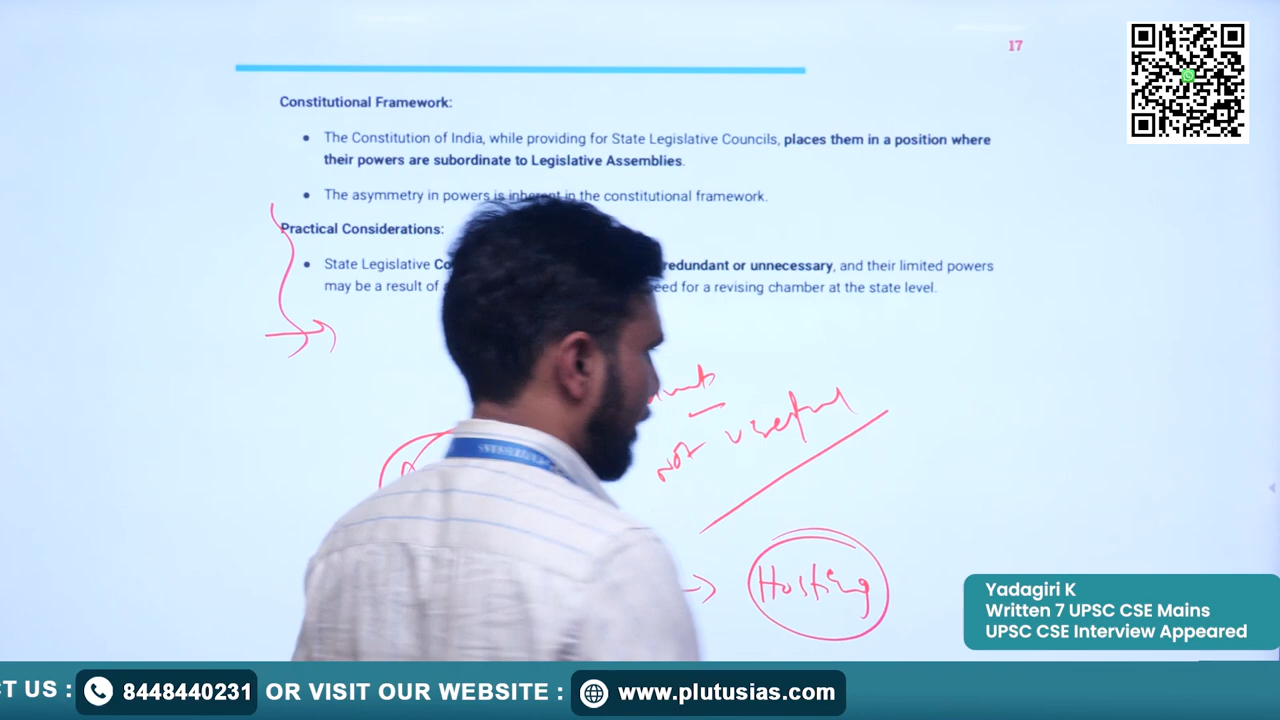 17
Constitutional Framework:
• The Constitution of India, while providing for State Legislative Councils, places them in a position where
their powers are subordinate to Legislative Assemblies.
• The asymmetry in powers is inherent in the constitutional framework.
Practical Considerations:
• State Legislative redundant or unnecessary, and their limited powers
may be a result of for a revising chamber at the state level.
not useful
Hosting
Yadagiri K
Written 7 UPSC CSE Mains
UPSC CSE Interview Appeared
CT US : 8448440231 OR VISIT OUR WEBSITE : www.plutusias.com